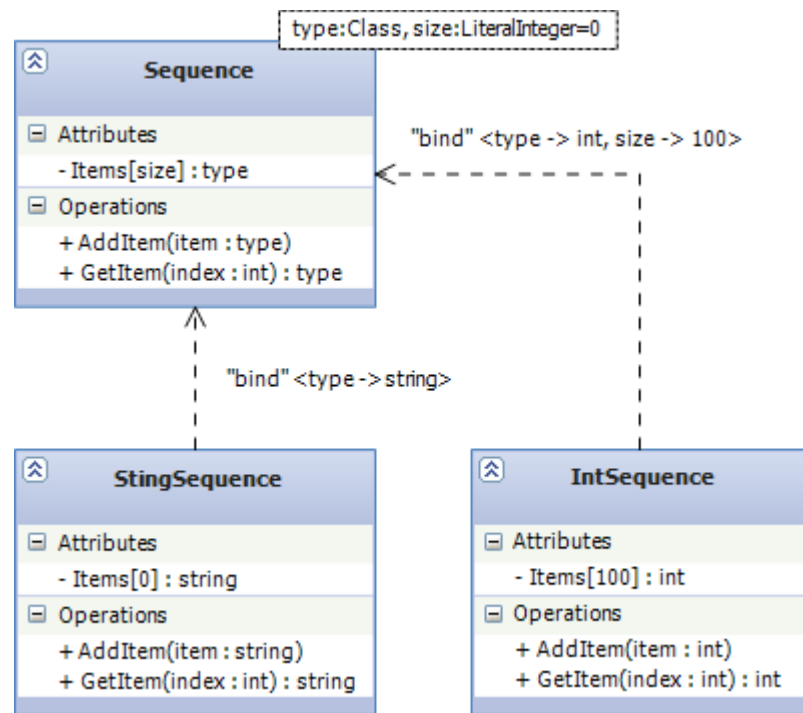 type:Class, size:LiteralInteger=0
Sequence
Attributes
- Items[size] : type
Operations
+ AddItem(item : type)
+ GetItem(index : int) : type
"bind" <type -> int, size -> 100>
"bind" <type -> string>
StingSequence
Attributes
- Items[0] : string
Operations
+ AddItem(item : string)
+ GetItem(index : int) : string
IntSequence
Attributes
- Items[100] : int
Operations
+ AddItem(item : int)
+ GetItem(index : int) : int